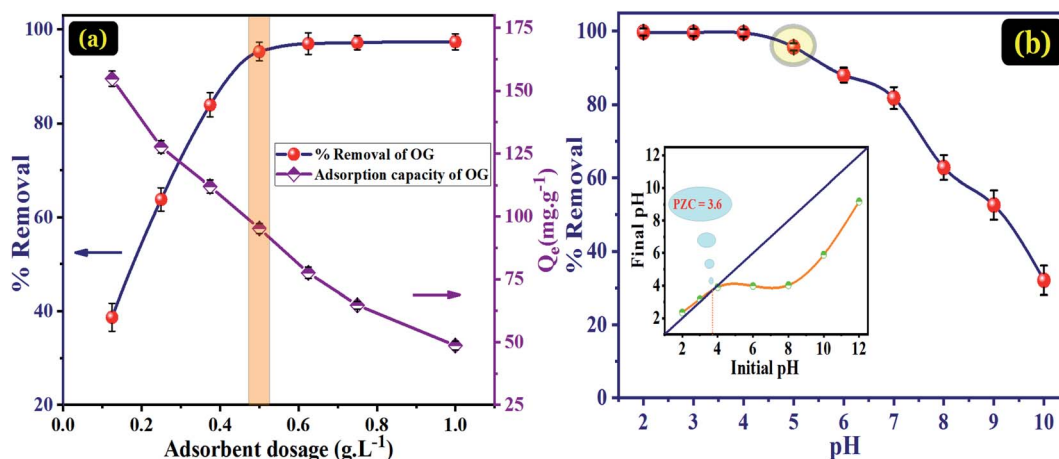 (a)
100
80
60
40
20
% Removal
0.0 0.2 0.4 0.6 0.8 1.0
Adsorbent dosage (g.L⁻¹)
% Removal of OG
Adsorption capacity of OG
175
150
125
100
75
50
25
Qe(mg.g⁻¹)
(b)
100
80
60
40
20
0
% Removal
2 3 4 5 6 7 8 9 10
pH
12
10
8
6
4
2
Final pH
PZC = 3.6
2 4 6 8 10 12
Initial pH